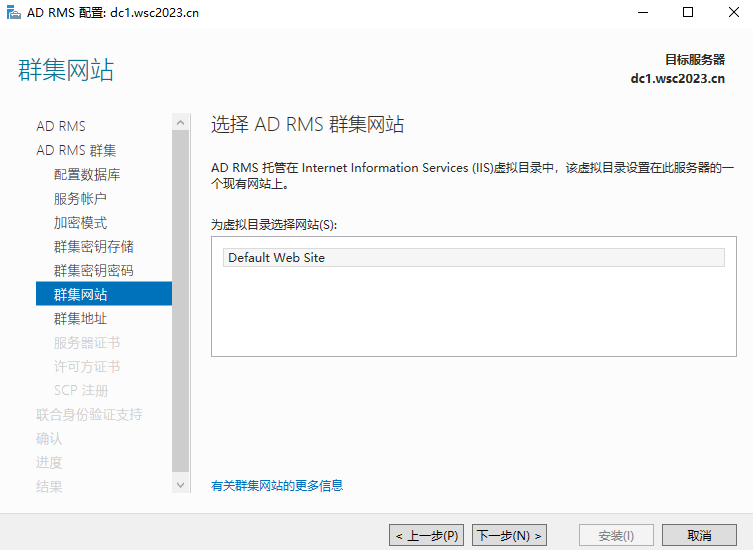 AD RMS 配置: dc1.wsc2023.cn
群集网站
目标服务器
dc1.wsc2023.cn
AD RMS
AD RMS 群集
配置数据库
服务帐户
加密模式
群集密钥存储
群集密钥密码
群集网站
群集地址
服务器证书
许可方证书
SCP 注册
联合身份验证支持
确认
进度
结果
选择 AD RMS 群集网站
AD RMS 托管在 Internet Information Services (IIS)虚拟目录中，该虚拟目录设置在此服务器的一
个现有网站上。
为虚拟目录选择网站(S):
Default Web Site
有关群集网站的更多信息
< 上一步(P)
下一步(N) >
安装(I)
取消